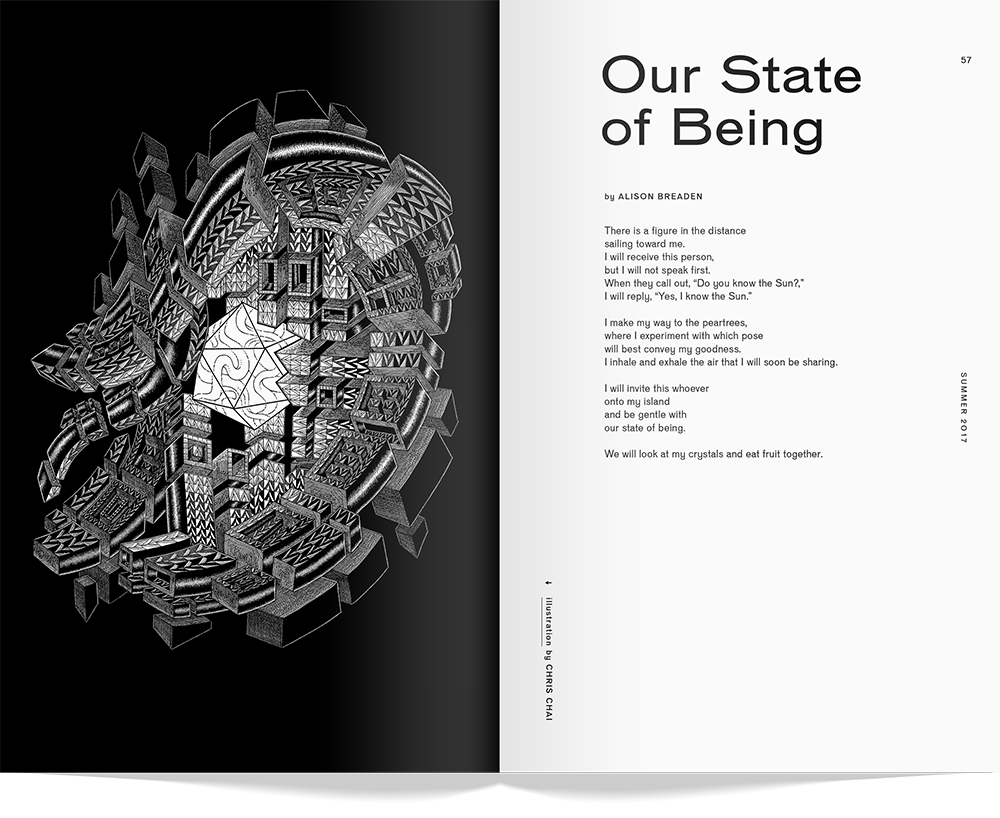 57
Our State
of Being
by ALISON BREADEN
There is a figure in the distance
sailing toward me.
I will receive this person,
but I will not speak first.
When they call out, “Do you know the Sun?,”
I will reply, “Yes, I know the Sun.”
I make my way to the peartrees,
where I experiment with which pose
will best convey my goodness.
I inhale and exhale the air that I will soon be sharing.
I will invite this whoever
onto my island
and be gentle with
our state of being.
We will look at my crystals and eat fruit together.
SUMMER 2017
↓ illustration by CHRIS CHAI